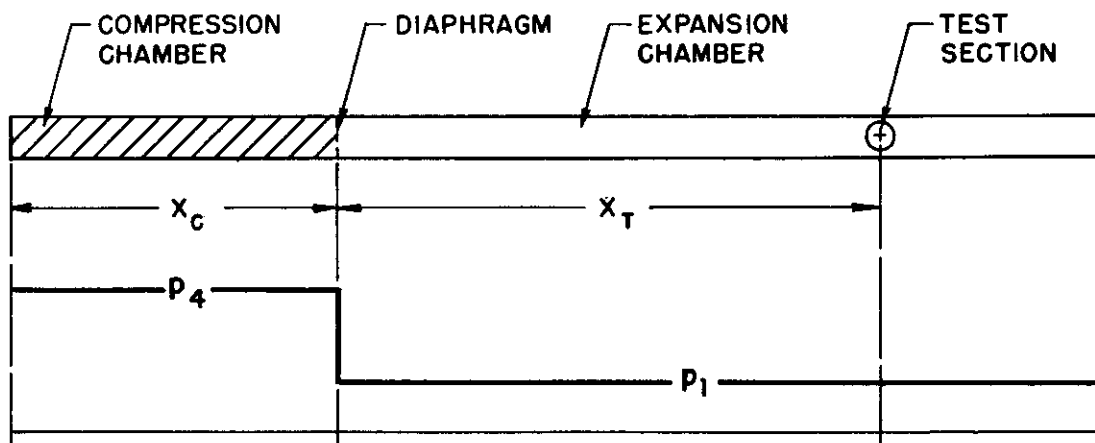 COMPRESSION
CHAMBER
DIAPHRAGM
EXPANSION
CHAMBER
TEST
SECTION
X_C
X_T
P_4
P_1